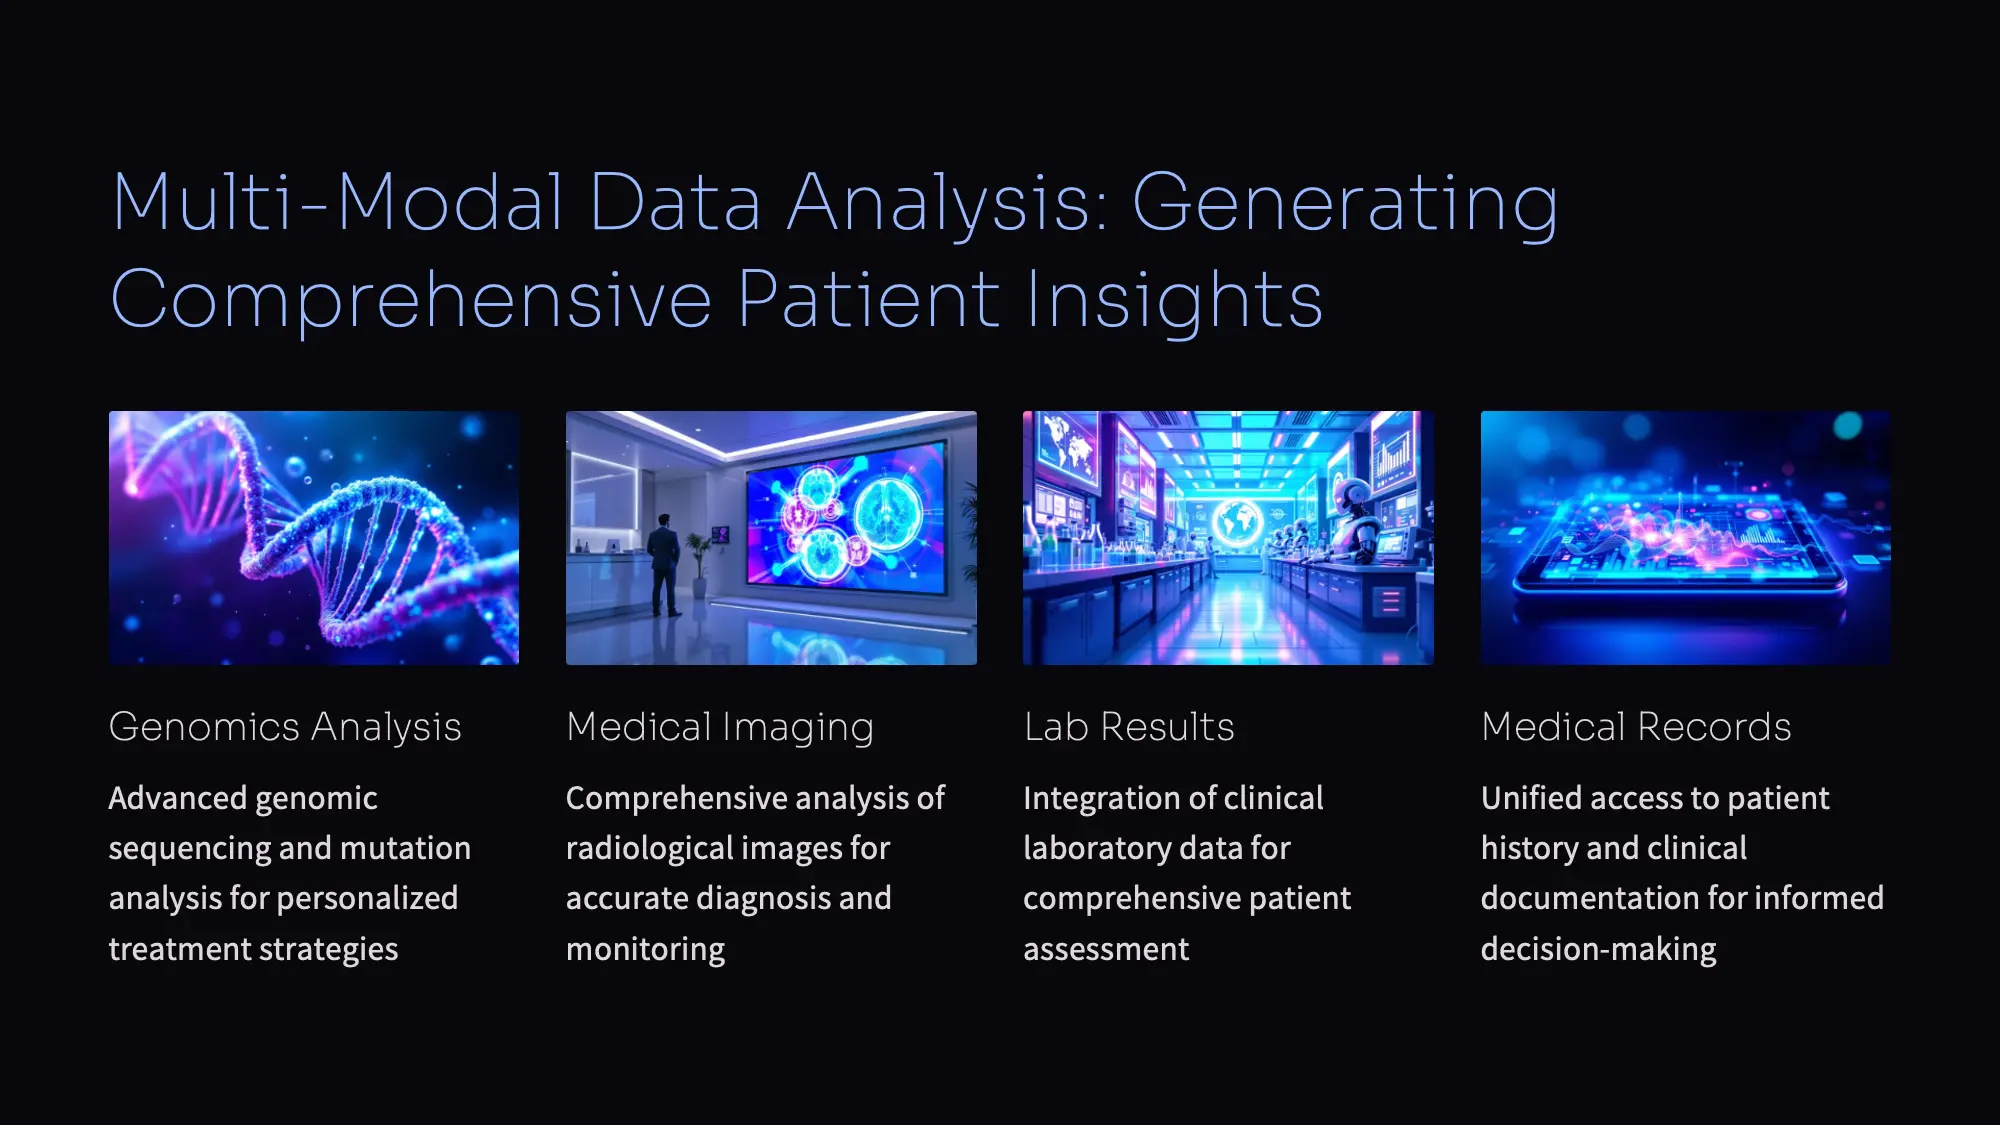 Multi-Modal Data Analysis: Generating
Comprehensive Patient Insights
Genomics Analysis
Advanced genomic
sequencing and mutation
analysis for personalized
treatment strategies
Medical Imaging
Comprehensive analysis of
radiological images for
accurate diagnosis and
monitoring
Lab Results
Integration of clinical
laboratory data for
comprehensive patient
assessment
Medical Records
Unified access to patient
history and clinical
documentation for informed
decision-making